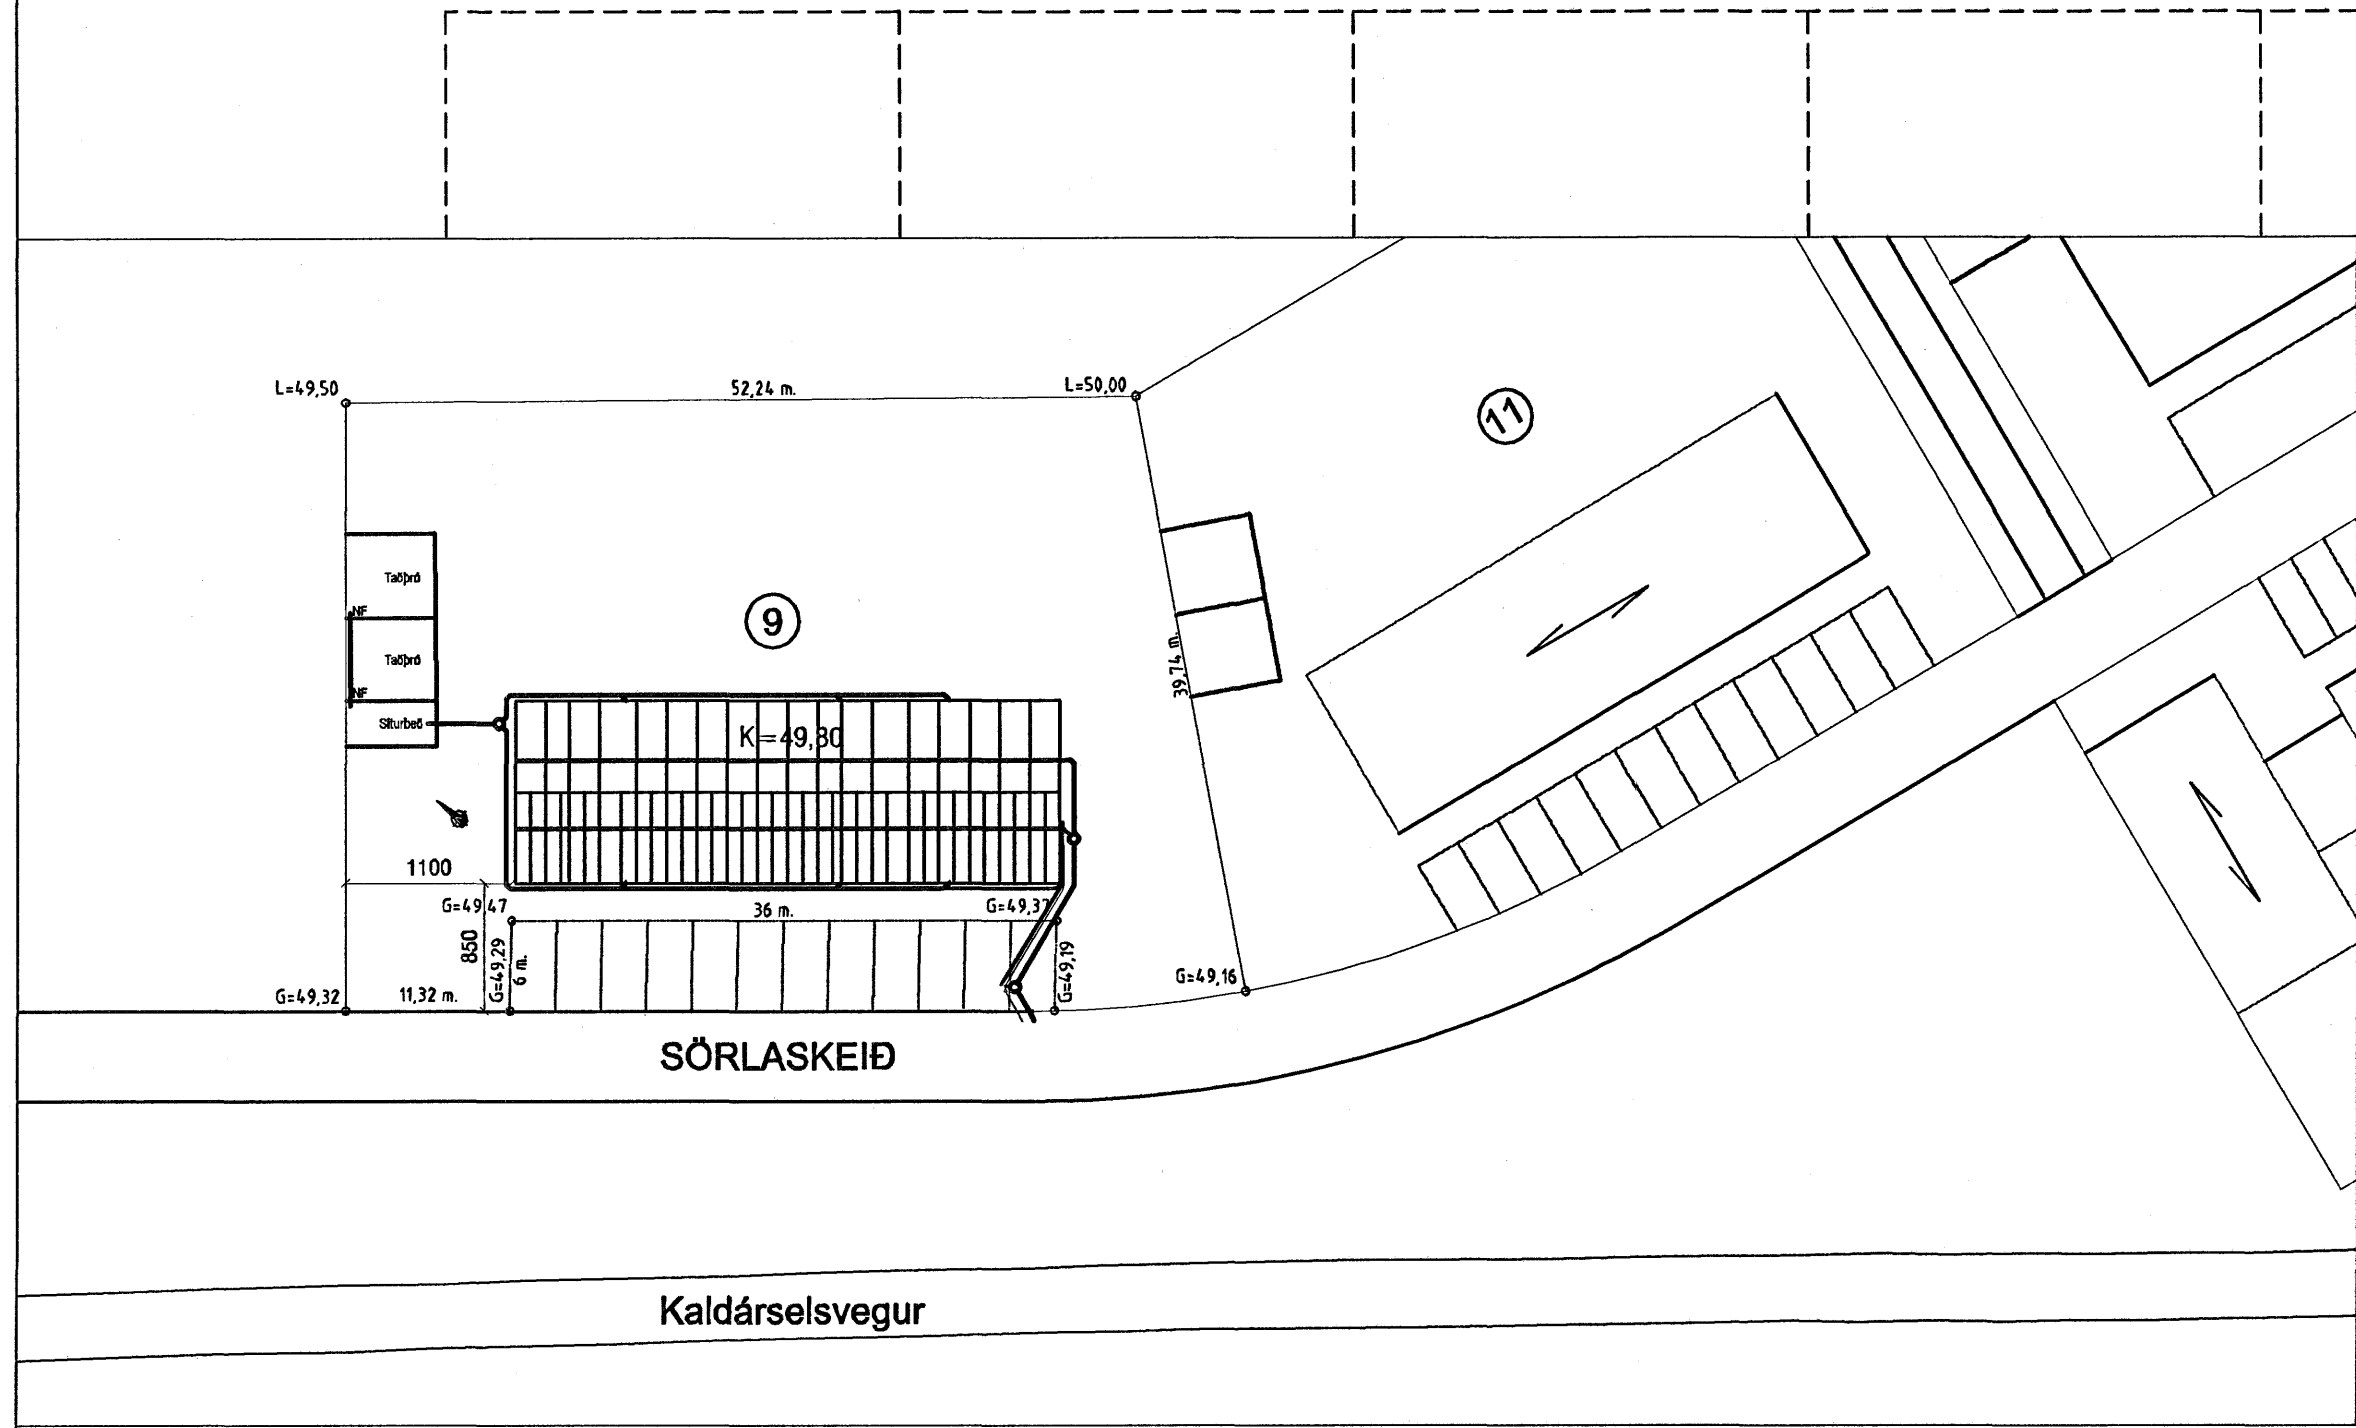 L=49,50
52,24 m.
L=50,00
11
Taðþró
NF
9
Taðþró
39,74 m.
NF
Siturbeð
K=49,80
1100
G=49,47
36 m.
G=49,37
850
G=49,29
6 m.
G=49,19
G=49,16
G=49,32
11,32 m.
SÖRLASKEIÐ
Kaldárselsvegur